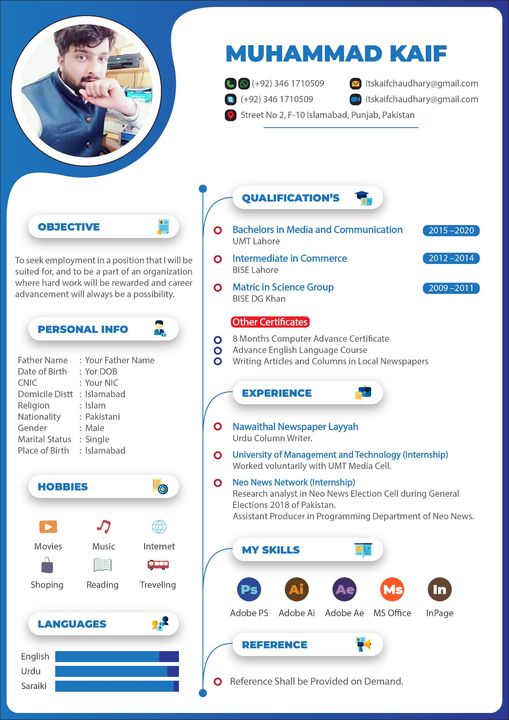 MUHAMMAD KAIF
(+92) 346 1710509
itskaifchaudhary@gmail.com
(+92) 346 1710509
itskaifchaudhary@gmail.com
Street No 2, F-10 Islamabad, Punjab, Pakistan
OBJECTIVE
To seek employment in a position that I will be
suited for, and to be a part of an organization
where hard work will be rewarded and career
advancement will always be a possibility.
PERSONAL INFO
Father Name : Your Father Name
Date of Birth : Yor DOB
CNIC : Your NIC
Domicile Distt : Islamabad
Religion : Islam
Nationality : Pakistani
Gender : Male
Marital Status : Single
Place of Birth : Islamabad
HOBBIES
Movies Music Internet
Shoping Reading Treveling
LANGUAGES
English
Urdu
Saraiki
QUALIFICATION'S
Bachelors in Media and Communication 2015 –2020
UMT Lahore
Intermediate in Commerce 2012 –2014
BISE Lahore
Matric in Science Group 2009 –2011
BISE DG Khan
Other Certificates
8 Months Computer Advance Certificate
Advance English Language Course
Writing Articles and Columns in Local Newspapers
EXPERIENCE
Nawaithal Newspaper Layyah
Urdu Column Writer.
University of Management and Technology (Internship)
Worked voluntarily with UMT Media Cell.
Neo News Network (Internship)
Research analyst in Neo News Election Cell during General
Elections 2018 of Pakistan.
Assistant Producer in Programming Department of Neo News.
MY SKILLS
Ps Ai Ae Ms In
Adobe PS Adobe Ai Adobe Ae MS Office InPage
REFERENCE
Reference Shall be Provided on Demand.